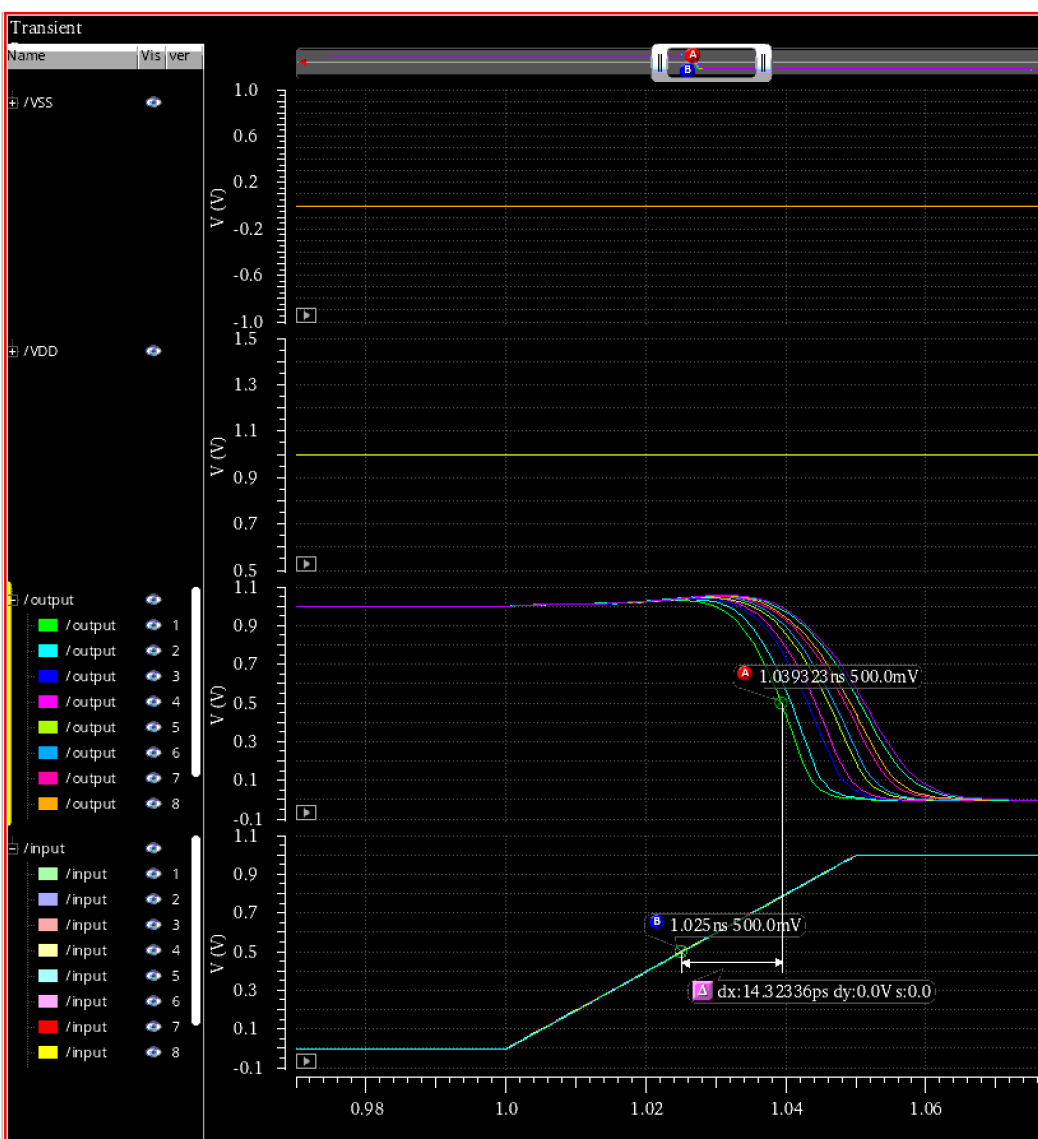 Transient
Name Vis ver
A
B
/VSS
1.0
0.6
0.2
-0.2
-0.6
-1.0
V (V)
/VDD
1.5
1.3
1.1
0.9
0.7
0.5
V (V)
/output
/output 1
/output 2
/output 3
/output 4
/output 5
/output 6
/output 7
/output 8
1.1
0.9
0.7
0.5
0.3
0.1
-0.1
V (V)
A 1.039323ns 500.0mV
/input
/input 1
/input 2
/input 3
/input 4
/input 5
/input 6
/input 7
/input 8
1.1
0.9
0.7
0.5
0.3
0.1
-0.1
V (V)
B 1.025ns 500.0mV
Δ dx:14.32336ps dy:0.0V s:0.0
0.98 1.0 1.02 1.04 1.06